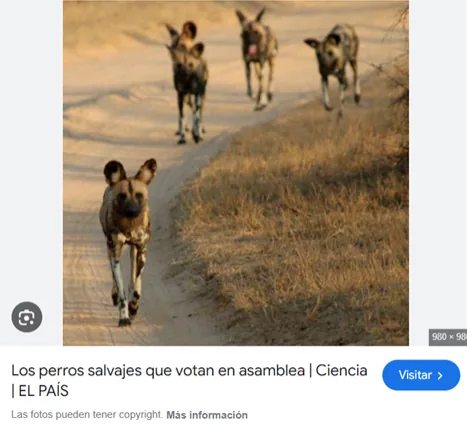 980 × 98
Los perros salvajes que votan en asamblea | Ciencia
| EL PAÍS
Visitar
Las fotos pueden tener copyright. Más información